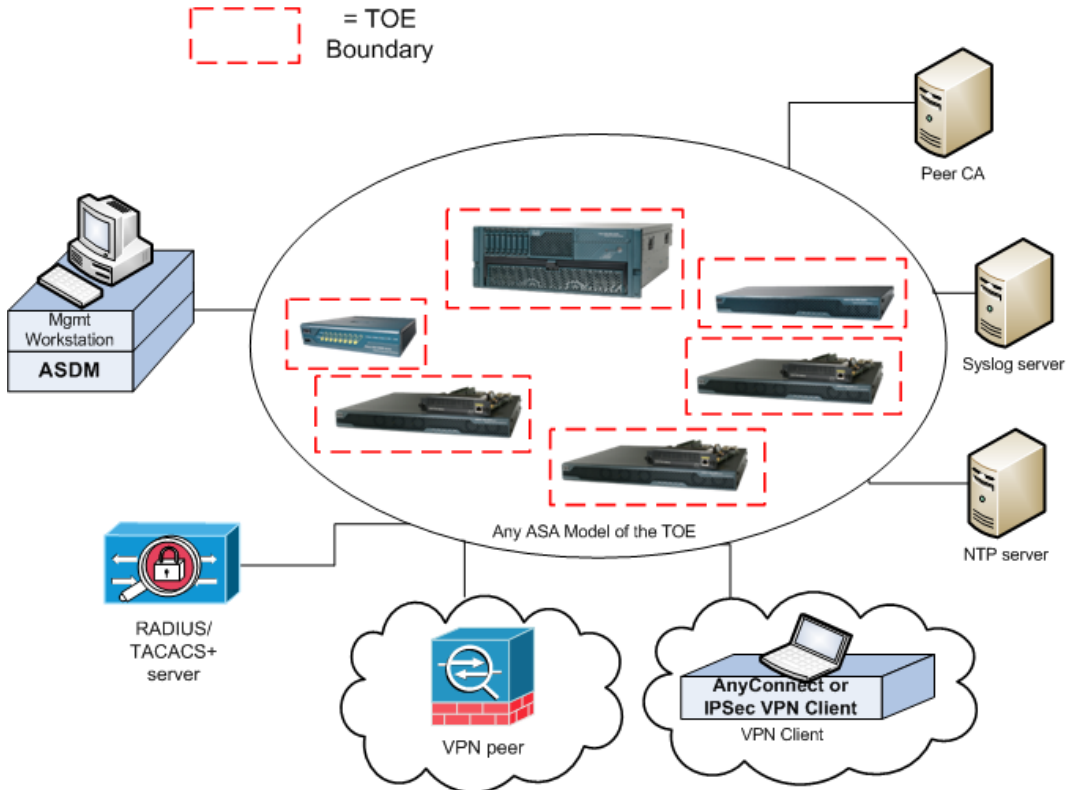 = TOE
Boundary
Peer CA
Mgmt
Workstation
ASDM
Syslog server
Any ASA Model of the TOE
NTP server
RADIUS/
TACACS+
server
VPN peer
AnyConnect or
IPSec VPN Client
VPN Client